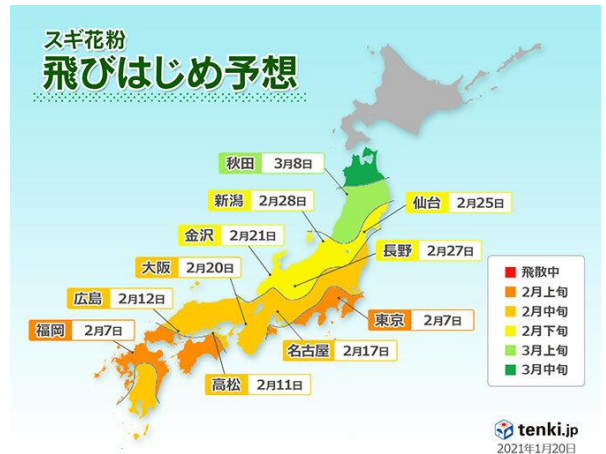 スギ花粉
飛びはじめ予想
秋田 3月8日
新潟 2月28日
仙台 2月25日
金沢 2月21日
長野 2月27日
大阪 2月20日
広島 2月12日
福岡 2月7日
東京 2月7日
名古屋 2月17日
高松 2月11日
飛散中
2月上旬
2月中旬
2月下旬
3月上旬
3月中旬
tenki.jp
2021年1月20日